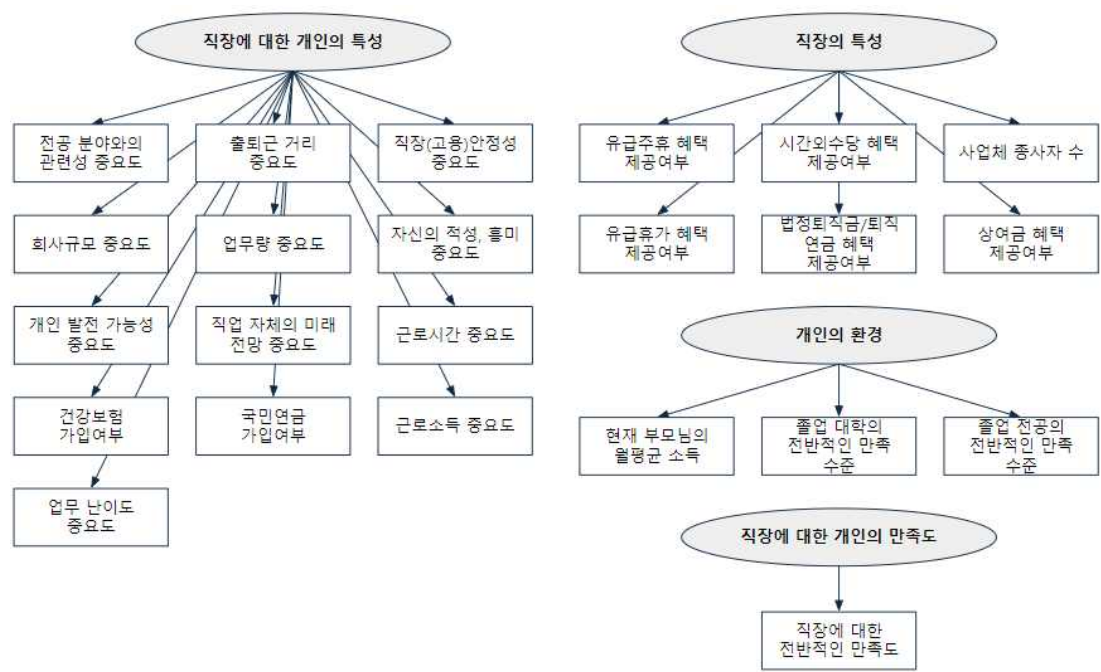 직장에 대한 개인의 특성
전공 분야와의
관련성 중요도
출퇴근 거리
중요도
직장(고용)안정성
중요도
회사규모 중요도
업무량 중요도
자신의 적성, 흥미
중요도
개인 발전 가능성
중요도
직업 자체의 미래
전망 중요도
근로시간 중요도
건강보험
가입여부
국민연금
가입여부
근로소득 중요도
업무 난이도
중요도
직장의 특성
유급주휴 혜택
제공여부
시간외수당 혜택
제공여부
사업체 종사자 수
유급휴가 혜택
제공여부
법정퇴직금/퇴직
연금 혜택
제공여부
상여금 혜택
제공여부
개인의 환경
현재 부모님의
월평균 소득
졸업 대학의
전반적인 만족
수준
졸업 전공의
전반적인 만족
수준
직장에 대한 개인의 만족도
직장에 대한
전반적인 만족도